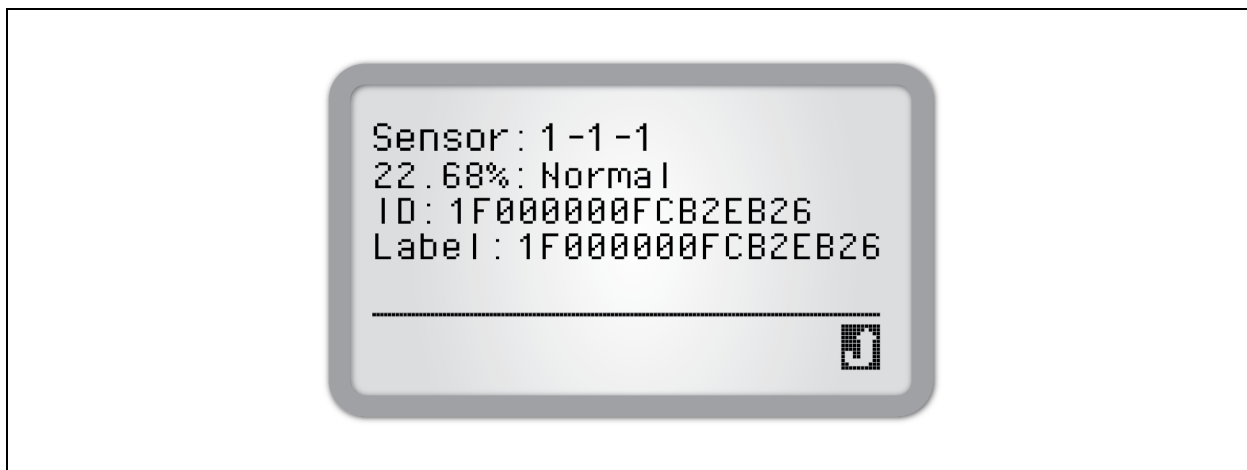 Sensor: 1-1-1
22.68%: Normal
ID: 1F000000FCB2EB26
Label: 1F000000FCB2EB26